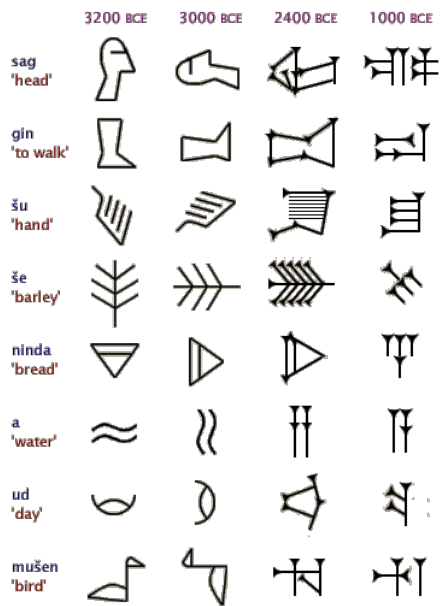 3200 BCE 3000 BCE 2400 BCE 1000 BCE
sag
'head'
gin
'to walk'
šu
'hand'
še
'barley'
ninda
'bread'
a
'water'
ud
'day'
mušen
'bird'